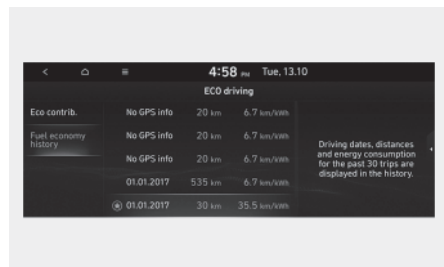 4:58 PM Tue, 13.10
ECO driving
Eco contrib.
Fuel economy
history
No GPS info 20 km 6.7 km/kWh
No GPS info 20 km 6.7 km/kWh
No GPS info 20 km 6.7 km/kWh
01.01.2017 535 km 6.7 km/kWh
01.01.2017 30 km 35.5 km/kWh
Driving dates, distances
and energy consumption
for the past 30 trips are
displayed in the history.